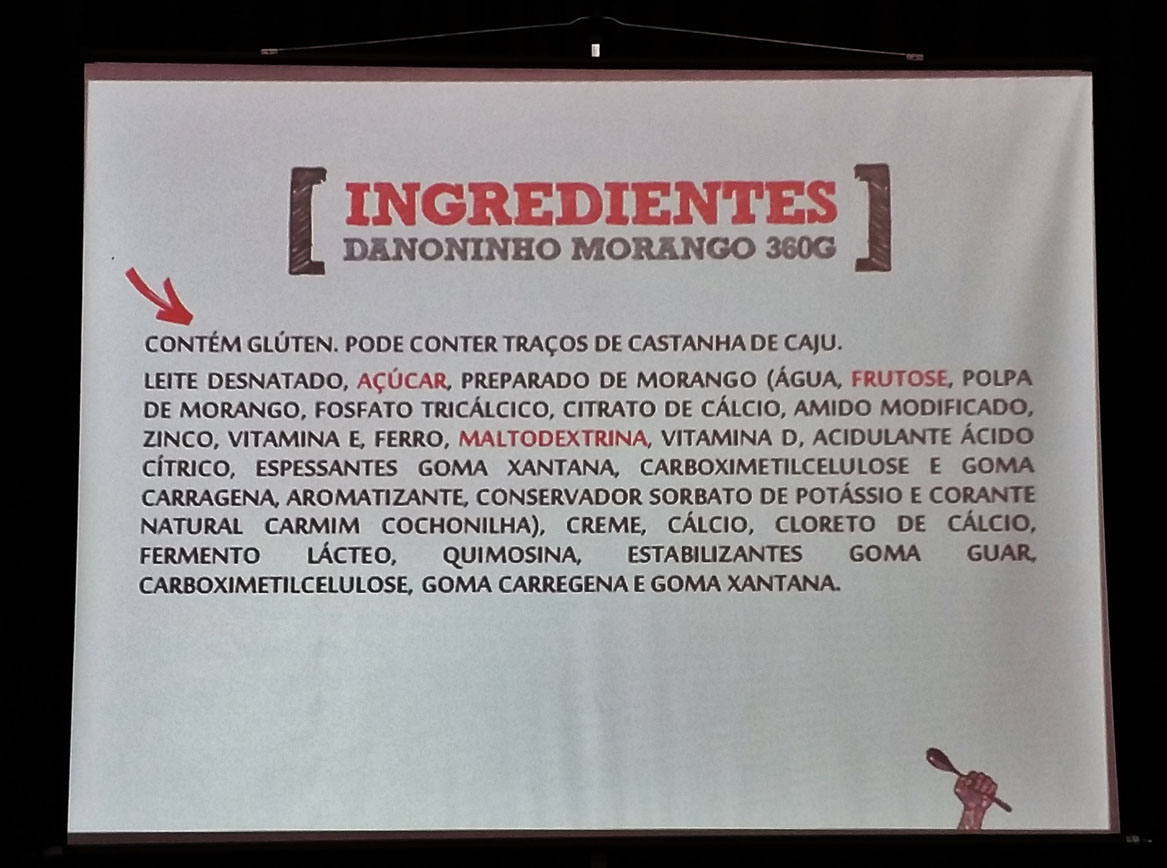 INGREDIENTES
DANONINHO MORANGO 360G
CONTÉM GLÚTEN. PODE CONTER TRAÇOS DE CASTANHA DE CAJU.
LEITE DESNATADO, AÇÚCAR, PREPARADO DE MORANGO (ÁGUA, FRUTOSE, POLPA
DE MORANGO, FOSFATO TRICÁLCICO, CITRATO DE CÁLCIO, AMIDO MODIFICADO,
ZINCO, VITAMINA E, FERRO, MALTODEXTRINA, VITAMINA D, ACIDULANTE ÁCIDO
CÍTRICO, ESPESSANTES GOMA XANTANA, CARBOXIMETILCELULOSE E GOMA
CARRAGENA, AROMATIZANTE, CONSERVADOR SORBATO DE POTÁSSIO E CORANTE
NATURAL CARMIM COCHONILHA), CREME, CÁLCIO, CLORETO DE CÁLCIO,
FERMENTO LÁCTEO, QUIMOSINA, ESTABILIZANTES GOMA GUAR,
CARBOXIMETILCELULOSE, GOMA CARREGENA E GOMA XANTANA.